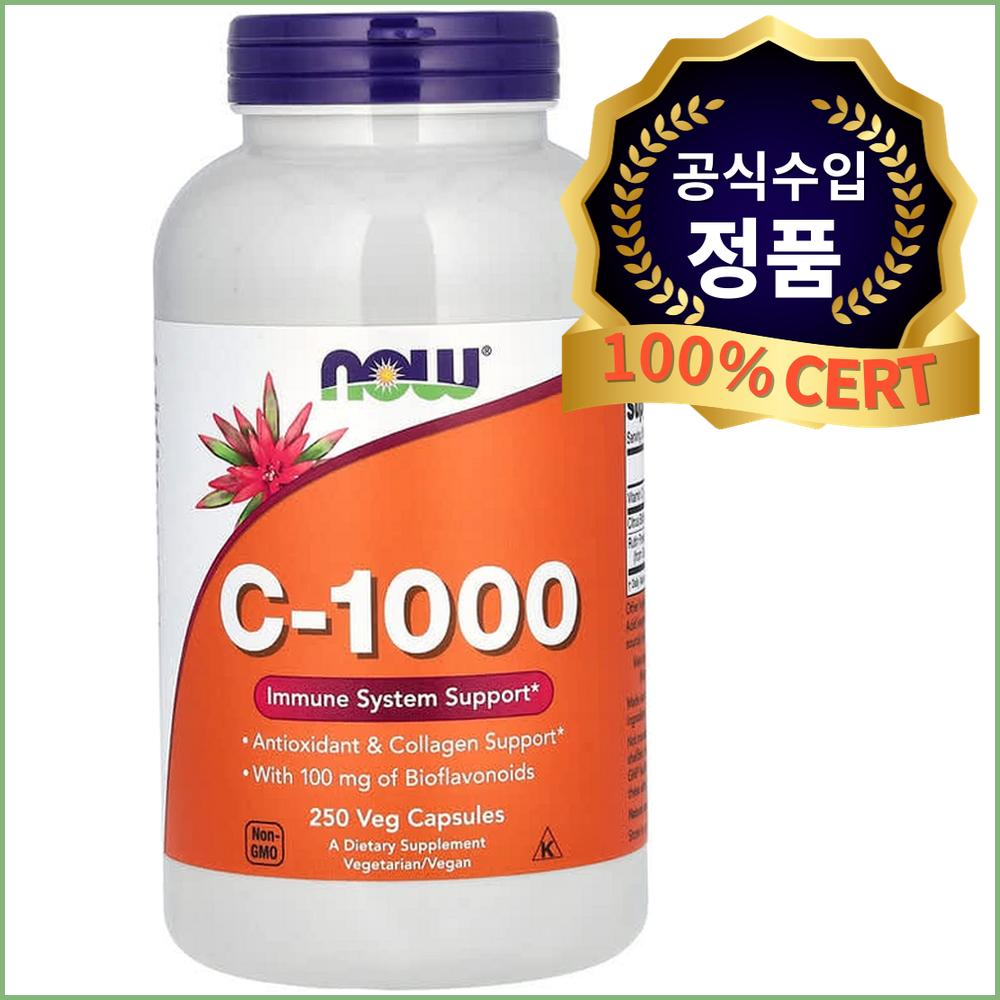 공식수입
정품
100% CERT
NOW®
C-1000
Immune System Support*
• Antioxidant & Collagen Support*
• With 100 mg of Bioflavonoids
250 Veg Capsules
Non-
GMO
A Dietary Supplement
Vegetarian/Vegan
K